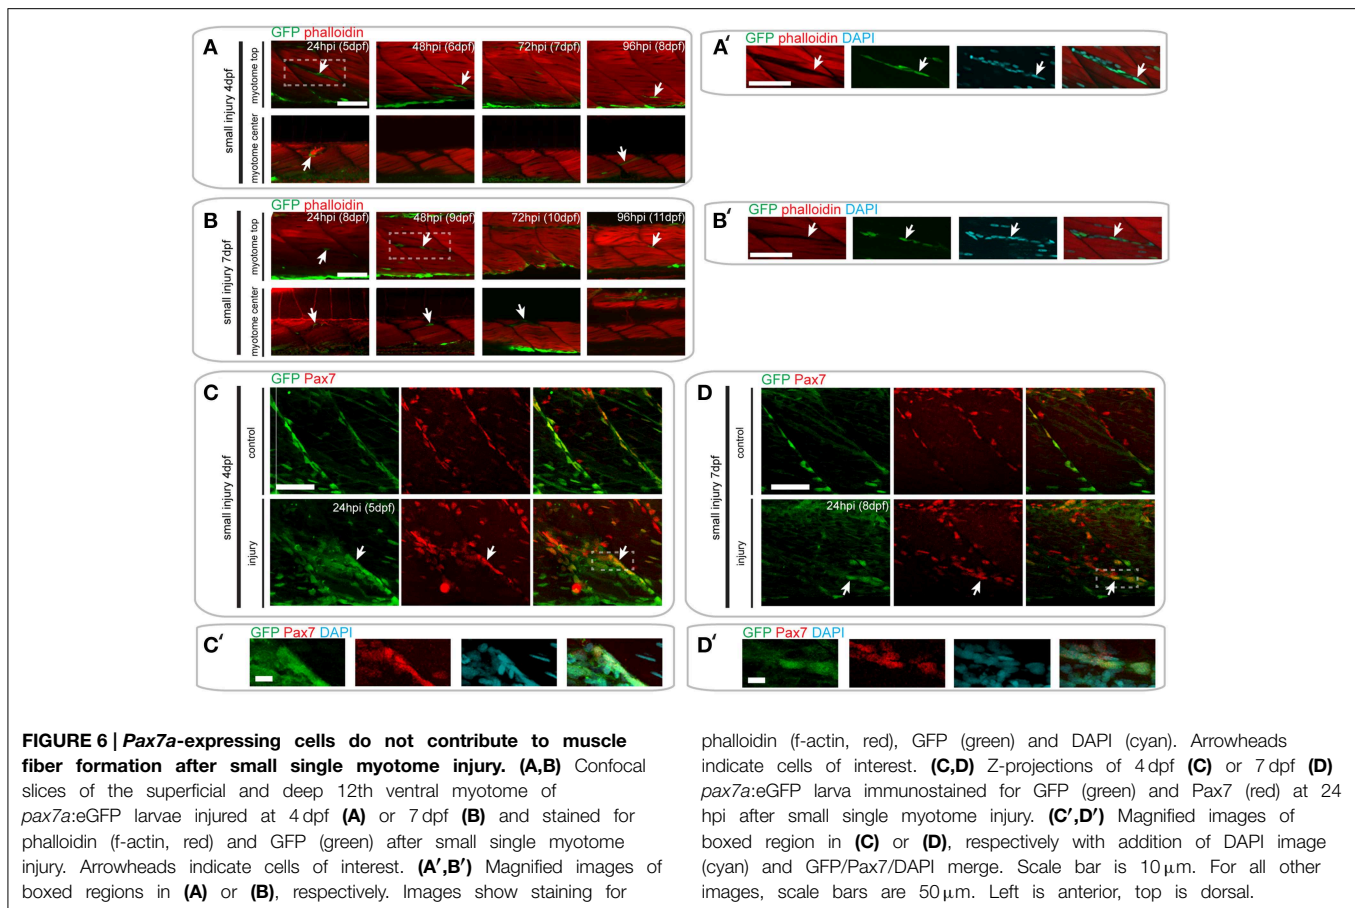 A
GFP phalloidin
24hpi (5dpf)
48hpi (6dpf)
72hpi (7dpf)
96hpi (8dpf)
small injury 4dpf
myotome top
myotome center
A′
GFP phalloidin DAPI
B
GFP phalloidin
24hpi (8dpf)
48hpi (9dpf)
72hpi (10dpf)
96hpi (11dpf)
small injury 7dpf
myotome top
myotome center
B′
GFP phalloidin DAPI
C
GFP Pax7
small injury 4dpf
control
injury
24hpi (5dpf)
D
GFP Pax7
small injury 7dpf
control
injury
24hpi (8dpf)
C′
GFP Pax7 DAPI
D′
GFP Pax7 DAPI
FIGURE 6 | Pax7a-expressing cells do not contribute to muscle
fiber formation after small single myotome injury. (A,B) Confocal
slices of the superficial and deep 12th ventral myotome of
pax7a:eGFP larvae injured at 4 dpf (A) or 7 dpf (B) and stained for
phalloidin (f-actin, red) and GFP (green) after small single myotome
injury. Arrowheads indicate cells of interest. (A′,B′) Magnified images of
boxed regions in (A) or (B), respectively. Images show staining for
phalloidin (f-actin, red), GFP (green) and DAPI (cyan). Arrowheads
indicate cells of interest. (C,D) Z-projections of 4 dpf (C) or 7 dpf (D)
pax7a:eGFP larva immunostained for GFP (green) and Pax7 (red) at 24
hpi after small single myotome injury. (C′,D′) Magnified images of
boxed region in (C) or (D), respectively with addition of DAPI image
(cyan) and GFP/Pax7/DAPI merge. Scale bar is 10 μm. For all other
images, scale bars are 50 μm. Left is anterior, top is dorsal.